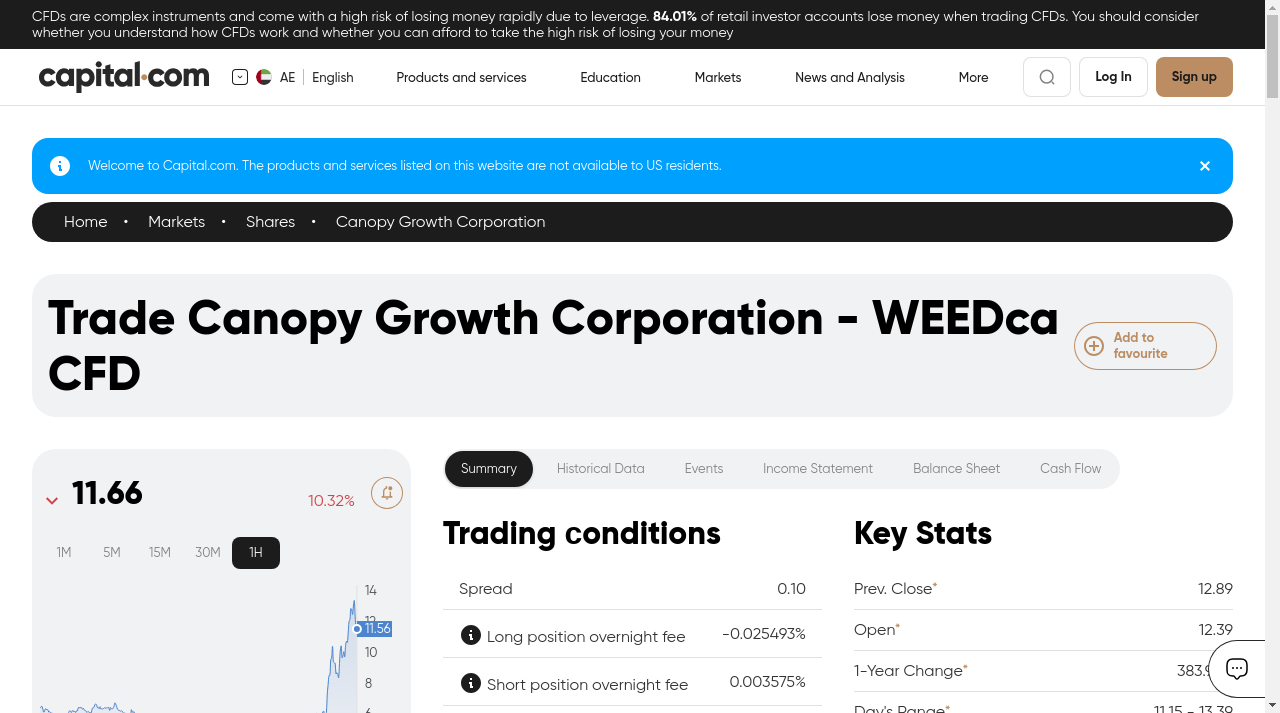 CFDs are complex instruments and come with a high risk of losing money rapidly due to leverage. 84.01% of retail investor accounts lose money when trading CFDs. You should consider
whether you understand how CFDs work and whether you can afford to take the high risk of losing your money
capital.com
AE English Products and services Education Markets News and Analysis More Log In Sign up
Welcome to Capital.com. The products and services listed on this website are not available to US residents.
Home • Markets • Shares • Canopy Growth Corporation
Trade Canopy Growth Corporation - WEEDca
CFD
Add to
favourite
11.66 10.32%
1M 5M 15M 30M 1H
14
11.56
10
8
Summary Historical Data Events Income Statement Balance Sheet Cash Flow
Trading conditions
Spread 0.10
Long position overnight fee -0.025493%
Short position overnight fee 0.003575%
Key Stats
Prev. Close* 12.89
Open* 12.39
1-Year Change*
Day's Range* 11.15 - 13.39